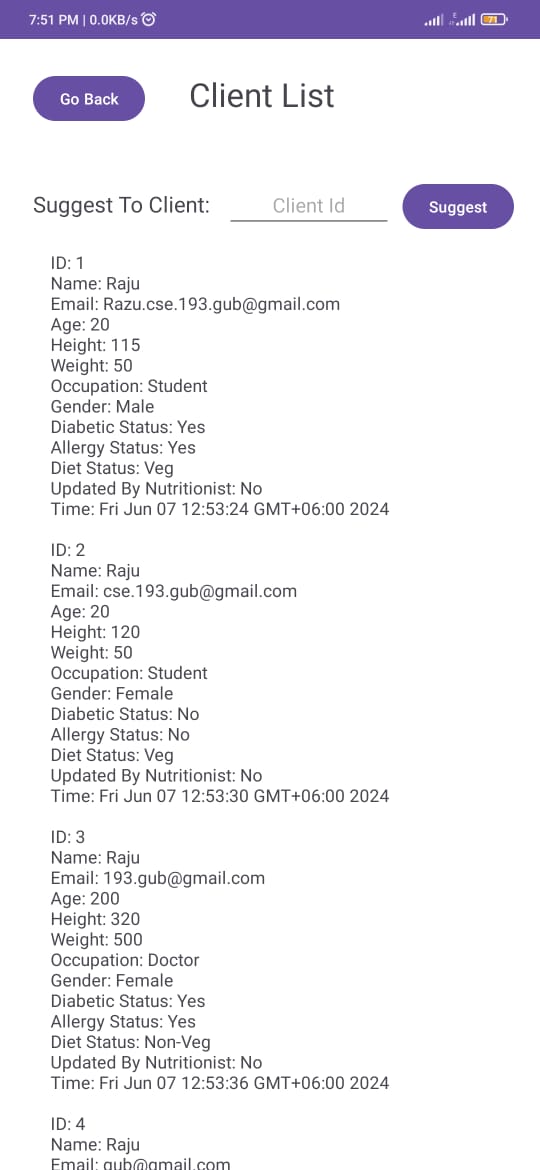 7:51 PM | 0.0KB/s
E
71
Go Back
Client List
Suggest To Client:
Client Id
Suggest
ID: 1
Name: Raju
Email: Razu.cse.193.gub@gmail.com
Age: 20
Height: 115
Weight: 50
Occupation: Student
Gender: Male
Diabetic Status: Yes
Allergy Status: Yes
Diet Status: Veg
Updated By Nutritionist: No
Time: Fri Jun 07 12:53:24 GMT+06:00 2024
ID: 2
Name: Raju
Email: cse.193.gub@gmail.com
Age: 20
Height: 120
Weight: 50
Occupation: Student
Gender: Female
Diabetic Status: No
Allergy Status: No
Diet Status: Veg
Updated By Nutritionist: No
Time: Fri Jun 07 12:53:30 GMT+06:00 2024
ID: 3
Name: Raju
Email: 193.gub@gmail.com
Age: 200
Height: 320
Weight: 500
Occupation: Doctor
Gender: Female
Diabetic Status: Yes
Allergy Status: Yes
Diet Status: Non-Veg
Updated By Nutritionist: No
Time: Fri Jun 07 12:53:36 GMT+06:00 2024
ID: 4
Name: Raju
Email: gub@gmail.com